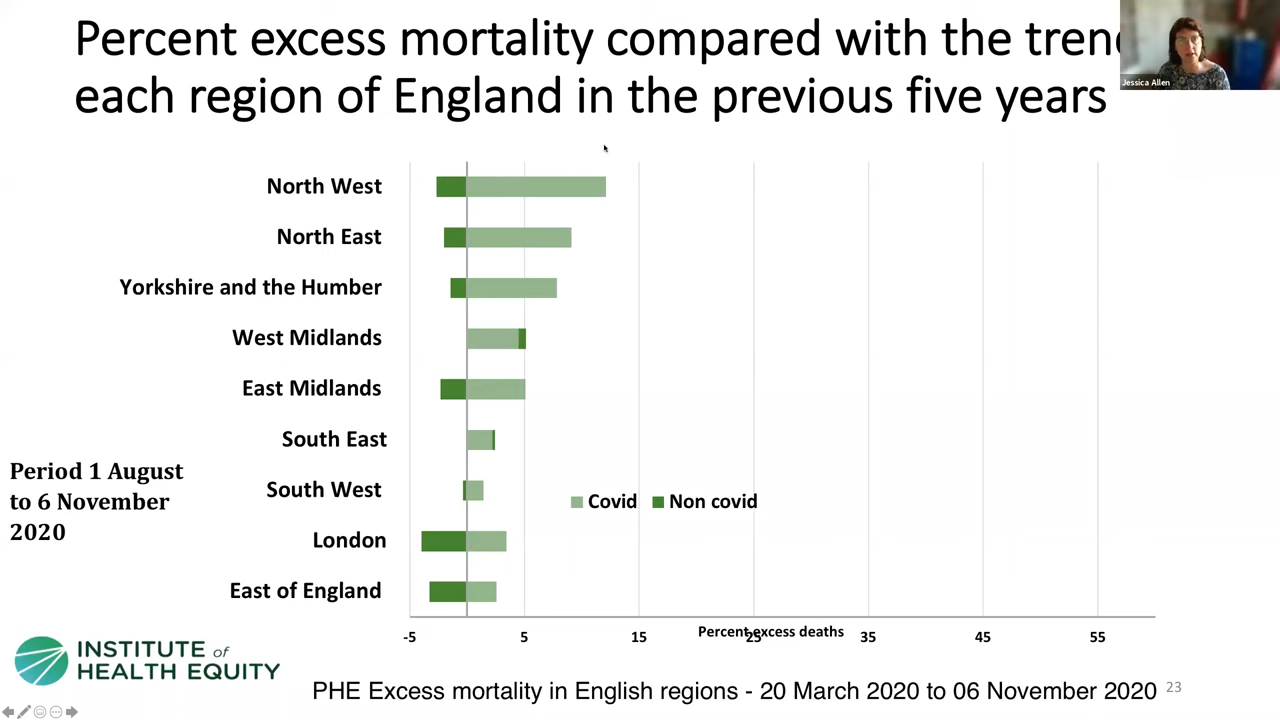 Percent excess mortality compared with the trend
each region of England in the previous five years
Jessica Allen
North West
North East
Yorkshire and the Humber
West Midlands
East Midlands
South East
South West
London
East of England
Period 1 August
to 6 November
2020
Covid Non covid
-5 5 15 25 35 45 55
Percent excess deaths
INSTITUTE of
HEALTH EQUITY
PHE Excess mortality in English regions - 20 March 2020 to 06 November 2020 23